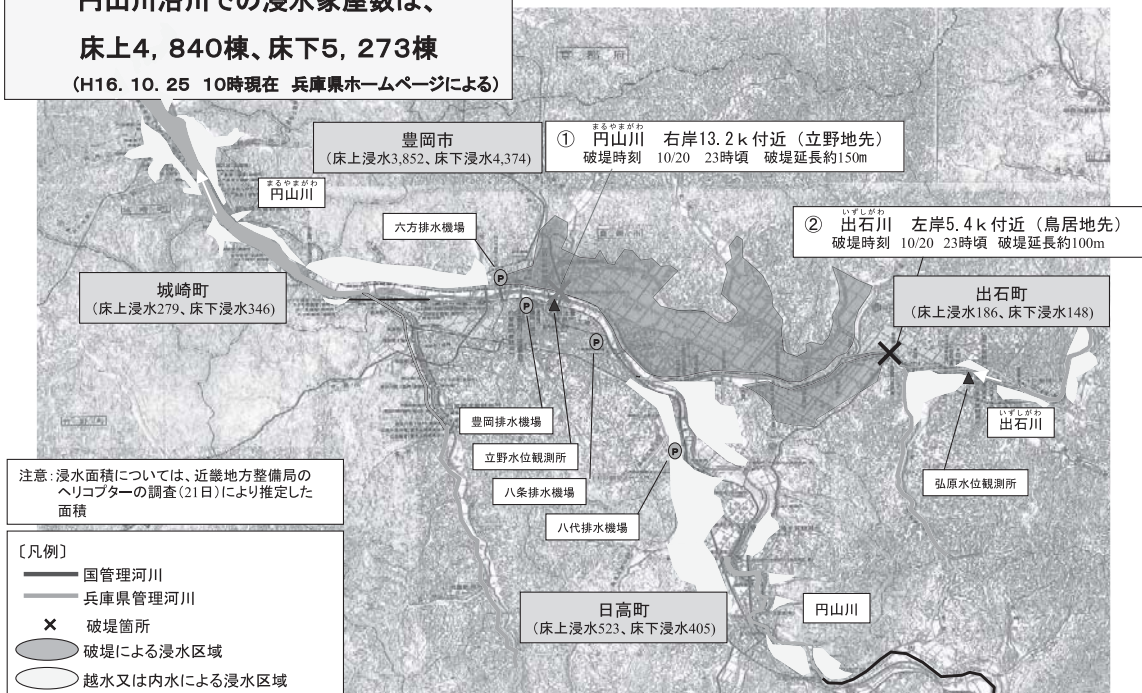 円山川沿川での浸水家屋数は、
床上4, 840棟、床下5, 273棟
(H16. 10. 25 10時現在 兵庫県ホームページによる)
豊岡市
(床上浸水3,852、床下浸水4,374)
まるやまがわ
① 円山川 右岸13.2k付近(立野地先)
破堤時刻 10/20 23時頃 破堤延長約150m
まるやまがわ
円山川
六方排水機場
いずしがわ
② 出石川 左岸5.4k付近(鳥居地先)
破堤時刻 10/20 23時頃 破堤延長約100m
城崎町
(床上浸水279、床下浸水346)
出石町
(床上浸水186、床下浸水148)
P
P
P
P
豊岡排水機場
立野水位観測所
八条排水機場
八代排水機場
いずしがわ
出石川
弘原水位観測所
注意:浸水面積については、近畿地方整備局の
ヘリコプターの調査(21日)により推定した
面積
〔凡例〕
国管理河川
兵庫県管理河川
× 破堤箇所
破堤による浸水区域
越水又は内水による浸水区域
日高町
(床上浸水523、床下浸水405)
円山川